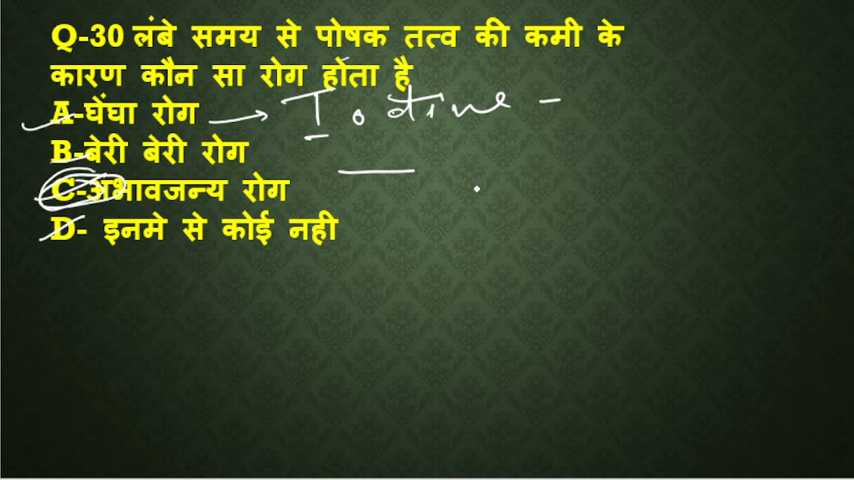 Q-30 लंबे समय से पोषक तत्व की कमी के
कारण कौन सा रोग होता है
A-घेंघा रोग → Iodine -
B-बेरी बेरी रोग
C-अभावजन्य रोग
D- इनमे से कोई नही